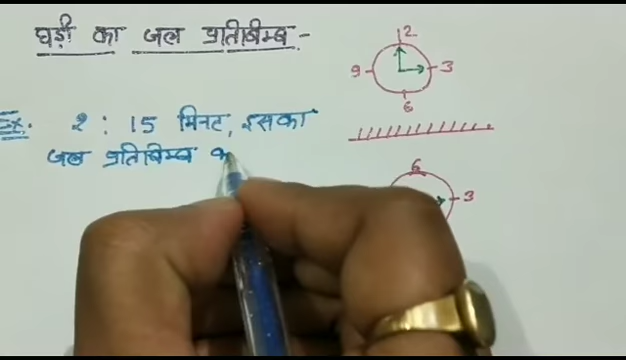 घड़ी का जल प्रतिबिम्ब -
12
9
3
6
Ex. 2 : 15 मिनट, इसका
जल प्रतिबिम्ब
6
3